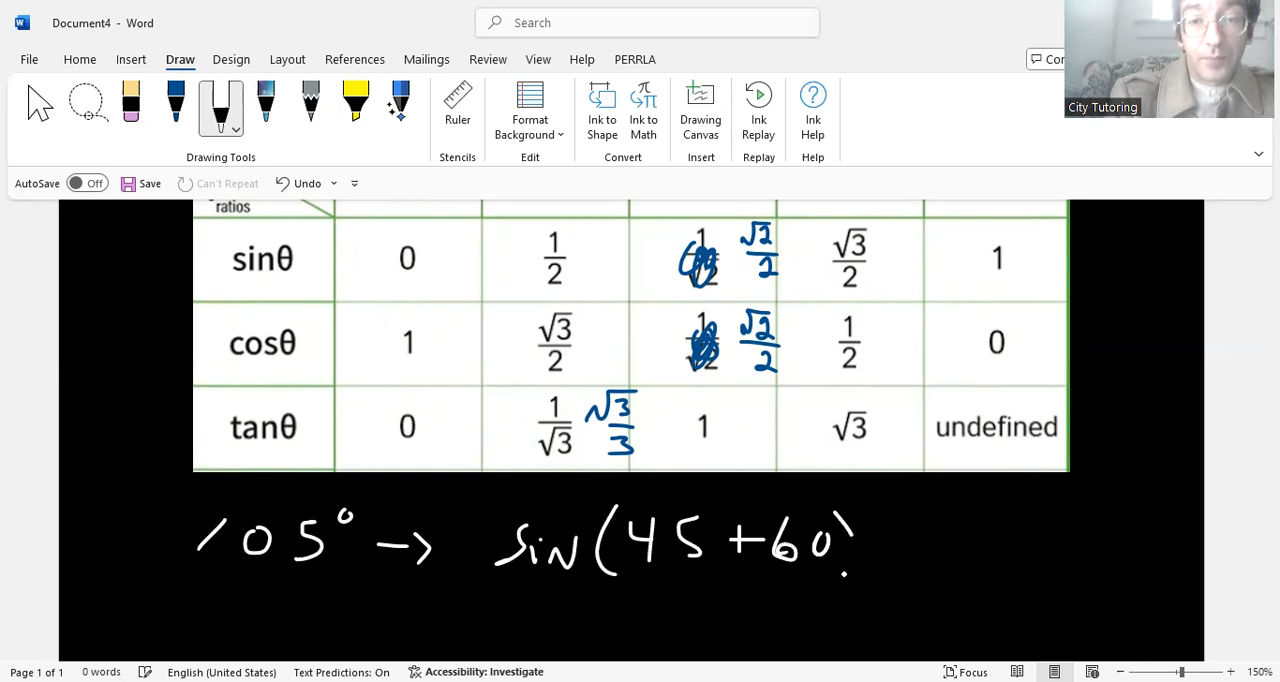 Document4 - Word
Search
File Home Insert Draw Design Layout References Mailings Review View Help PERRLA
Ruler
Format Background
Ink to Shape
Ink to Math
Drawing Canvas
Ink Replay
Ink Help
Drawing Tools Stencils Edit Convert Insert Replay Help
City Tutoring
AutoSave Off Save Can't Repeat Undo
ratios
sinθ 0 1/2 √2/2 √3/2 1
cosθ 1 √3/2 √2/2 1/2 0
tanθ 0 1/√3 √3/3 1 √3 undefined
105° → sin(45+60)
Page 1 of 1 0 words English (United States) Text Predictions: On Accessibility: Investigate Focus 150%